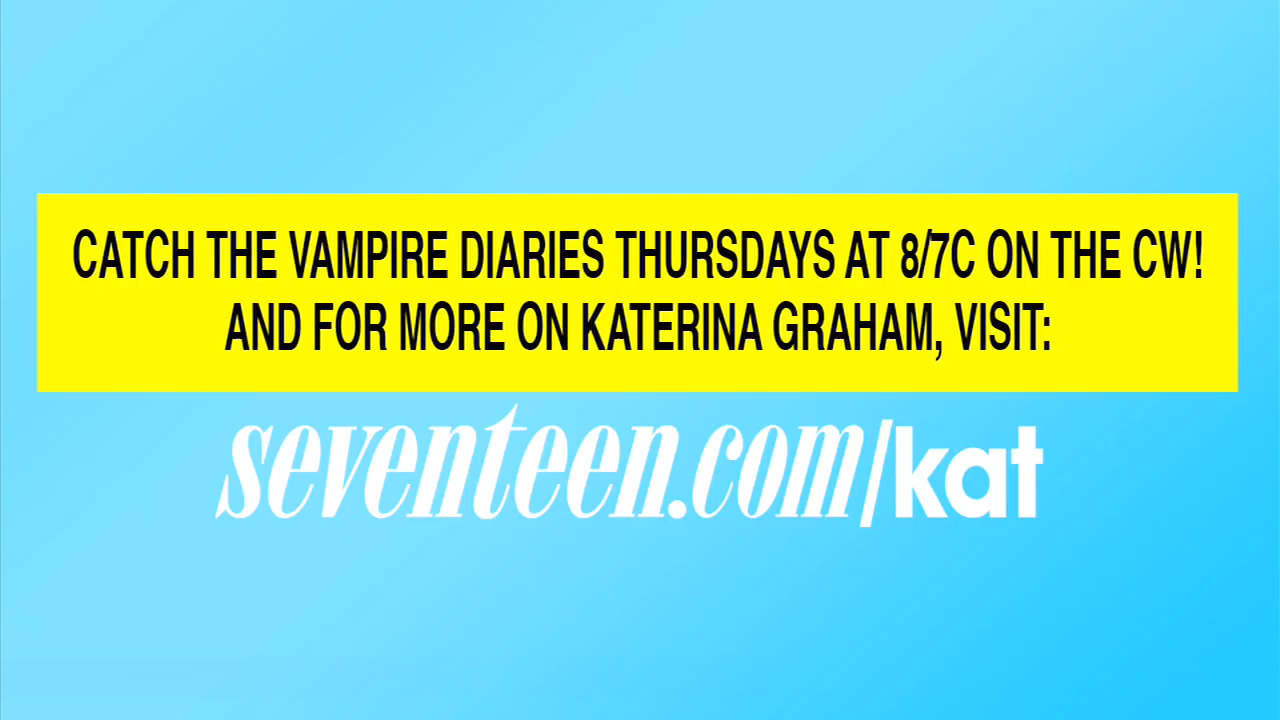 CATCH THE VAMPIRE DIARIES THURSDAYS AT 8/7C ON THE CW!
AND FOR MORE ON KATERINA GRAHAM, VISIT:
seventeen.com/kat